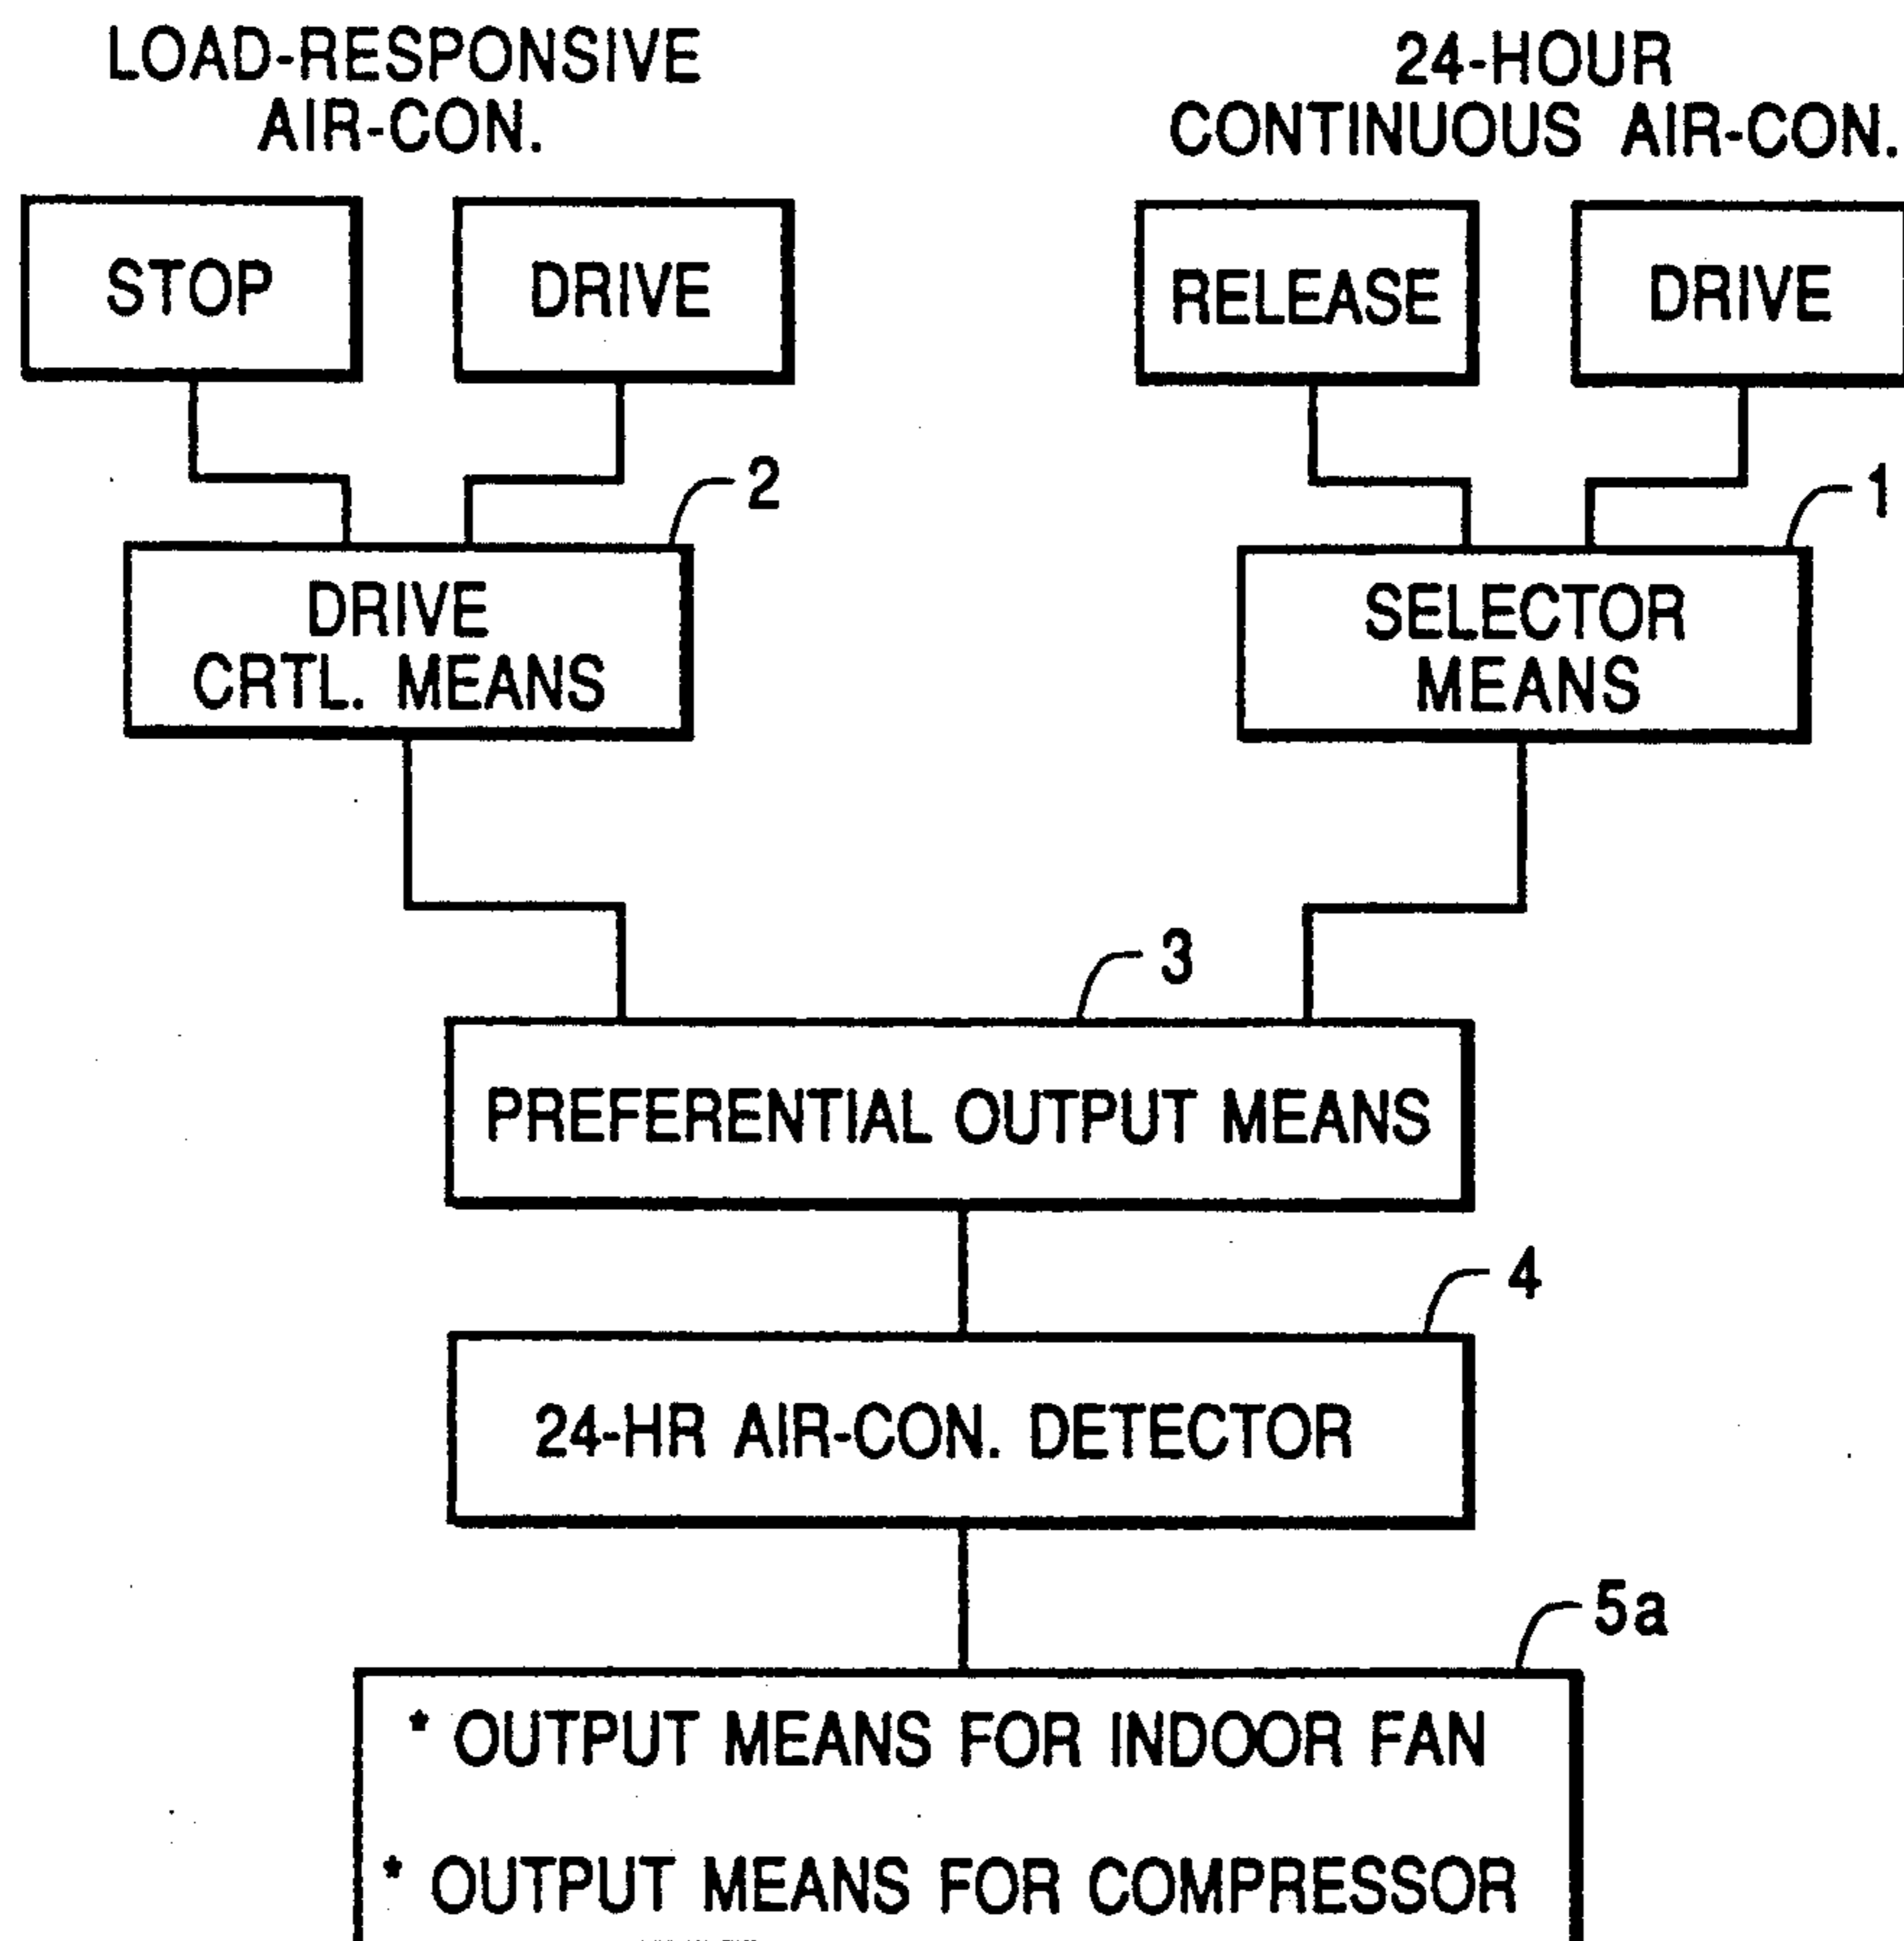 LOAD-RESPONSIVE
AIR-CON.
24-HOUR
CONTINUOUS AIR-CON.
STOP
DRIVE
RELEASE
DRIVE
2
1
DRIVE
CRTL. MEANS
SELECTOR
MEANS
3
PREFERENTIAL OUTPUT MEANS
4
24-HR AIR-CON. DETECTOR
5a
* OUTPUT MEANS FOR INDOOR FAN
* OUTPUT MEANS FOR COMPRESSOR